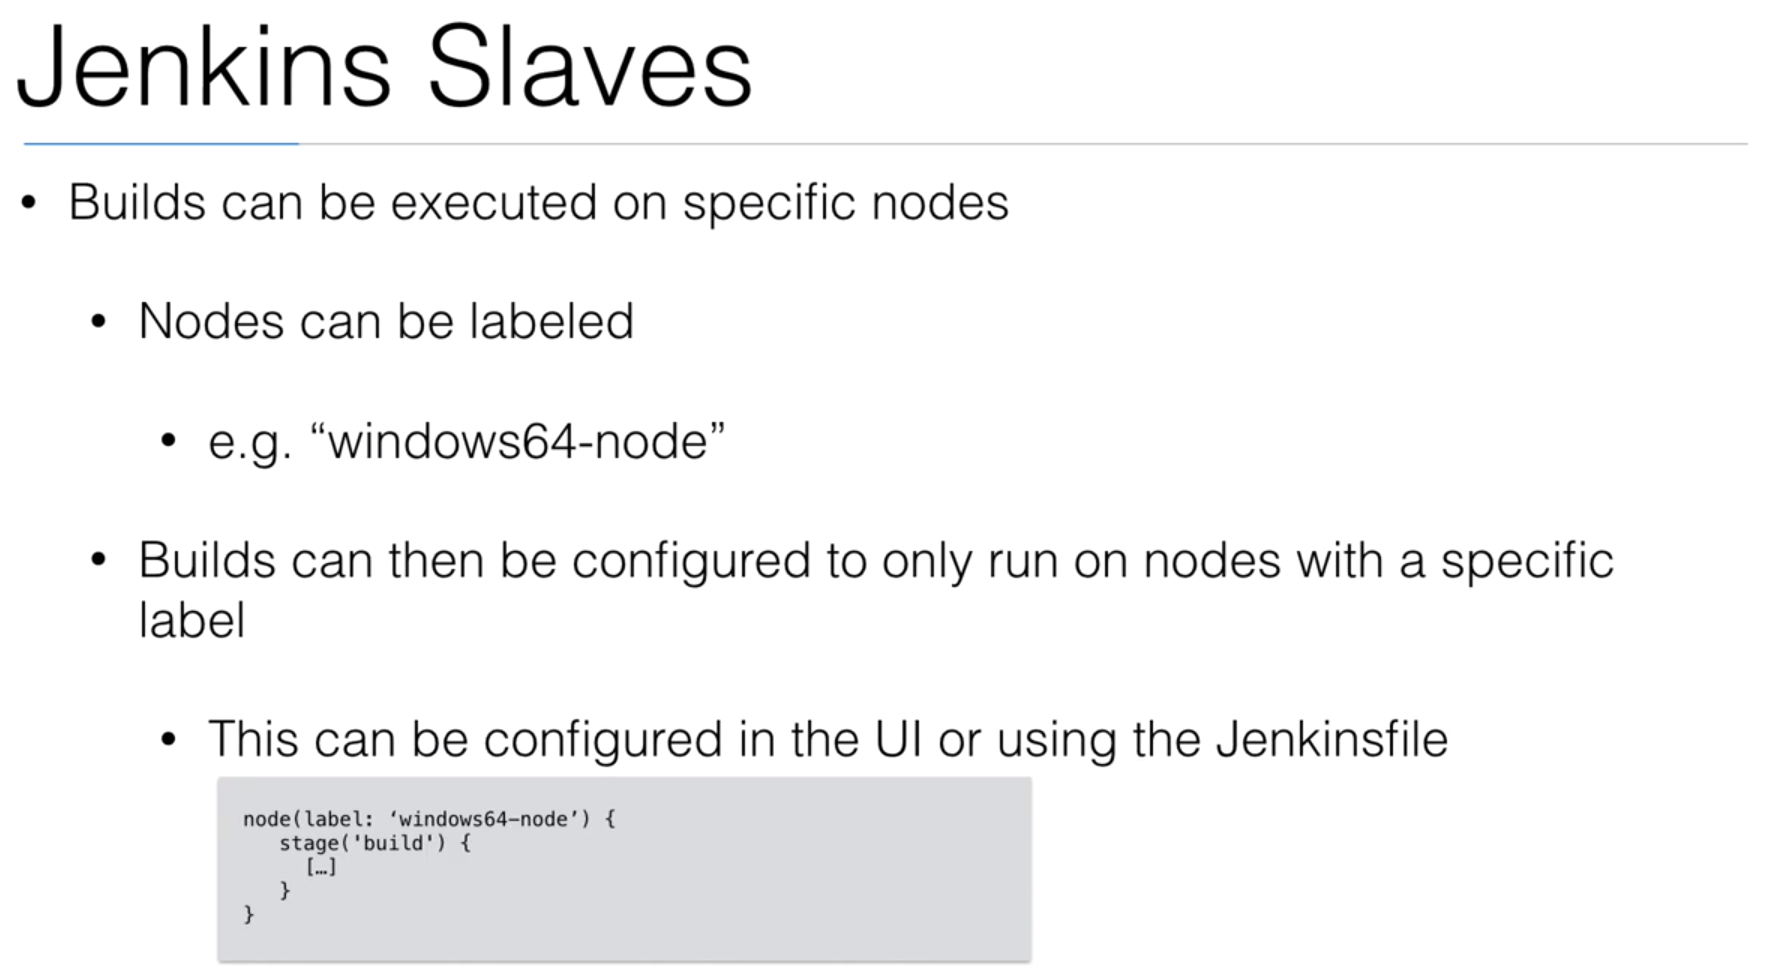 Jenkins Slaves
• Builds can be executed on specific nodes
• Nodes can be labeled
• e.g. “windows64-node”
• Builds can then be configured to only run on nodes with a specific
label
• This can be configured in the UI or using the Jenkinsfile
node(label: ‘windows64–node’) {
stage('build') {
[…]
}
}